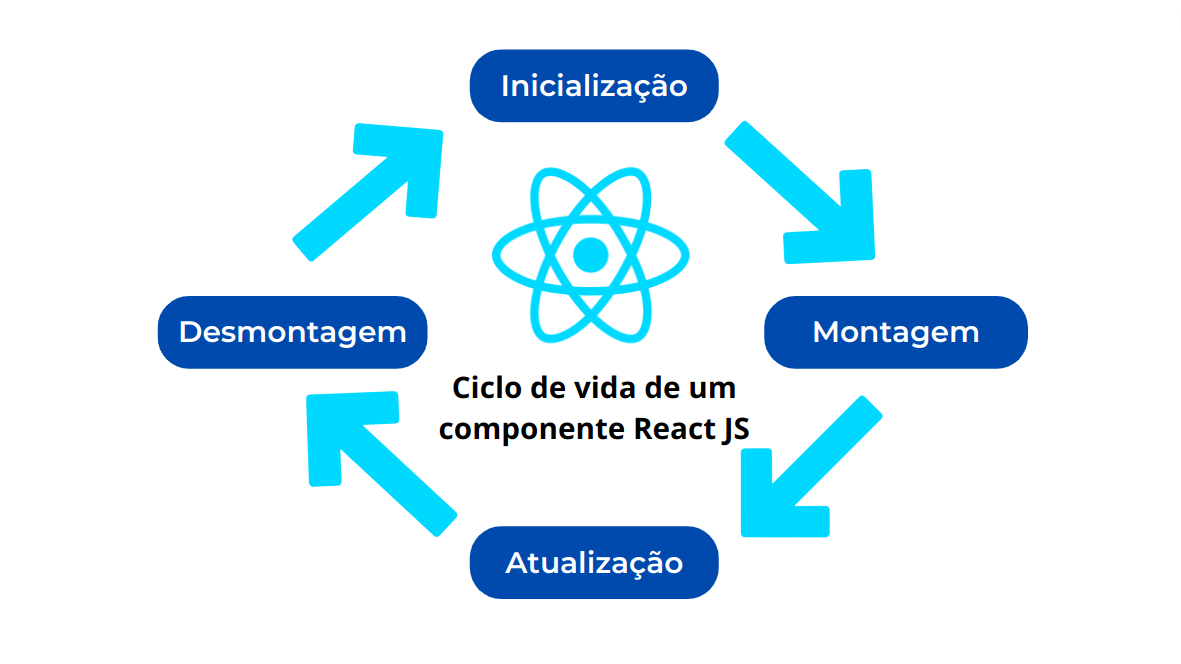 Inicialização
Desmontagem
Montagem
Ciclo de vida de um
componente React JS
Atualização